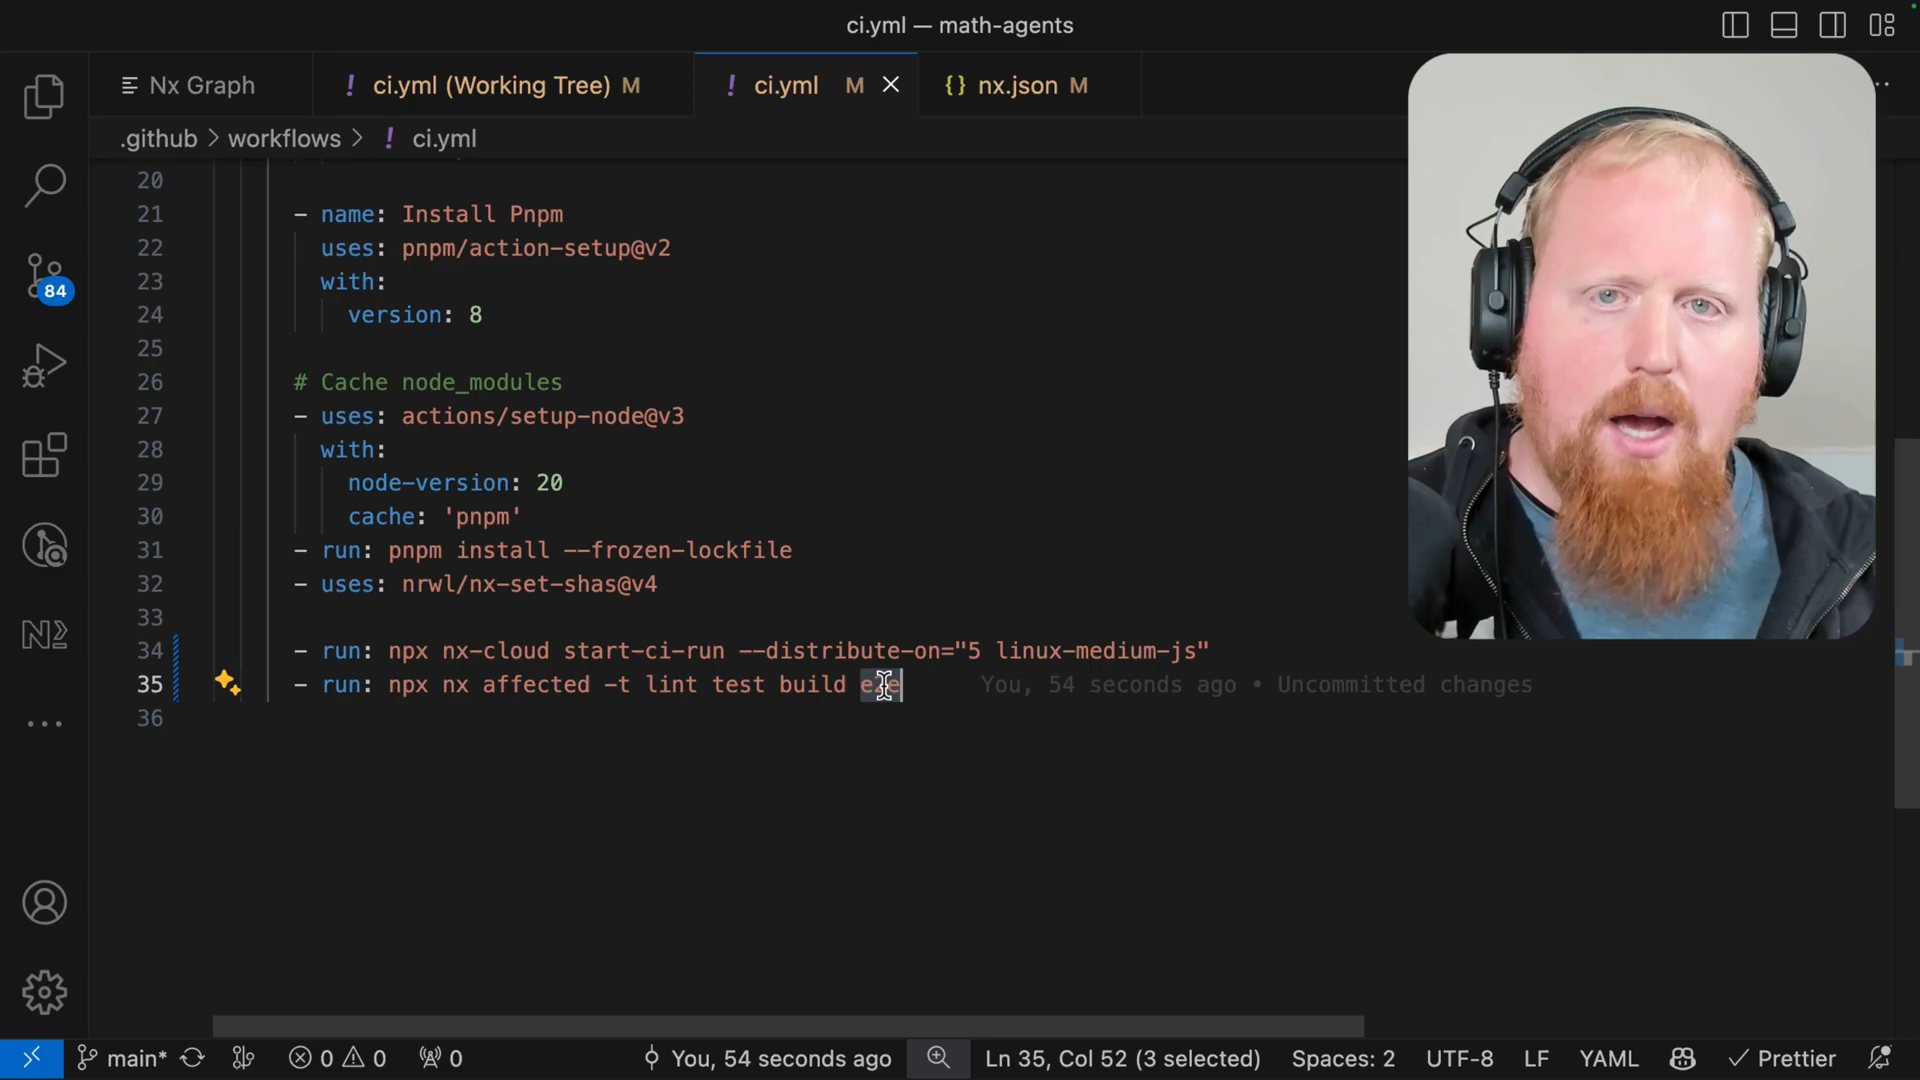 ci.yml — math-agents
Nx Graph
! ci.yml (Working Tree) M
! ci.yml M
{} nx.json M
.github > workflows > ! ci.yml
20
21 - name: Install Pnpm
22 uses: pnpm/action-setup@v2
23 with:
24 version: 8
25
26 # Cache node_modules
27 - uses: actions/setup-node@v3
28 with:
29 node-version: 20
30 cache: 'pnpm'
31 - run: pnpm install --frozen-lockfile
32 - uses: nrwl/nx-set-shas@v4
33
34 - run: npx nx-cloud start-ci-run --distribute-on="5 linux-medium-js"
35 - run: npx nx affected -t lint test build e2e You, 54 seconds ago • Uncommitted changes
36
84
main* 0 0 0 You, 54 seconds ago Ln 35, Col 52 (3 selected) Spaces: 2 UTF-8 LF YAML Prettier